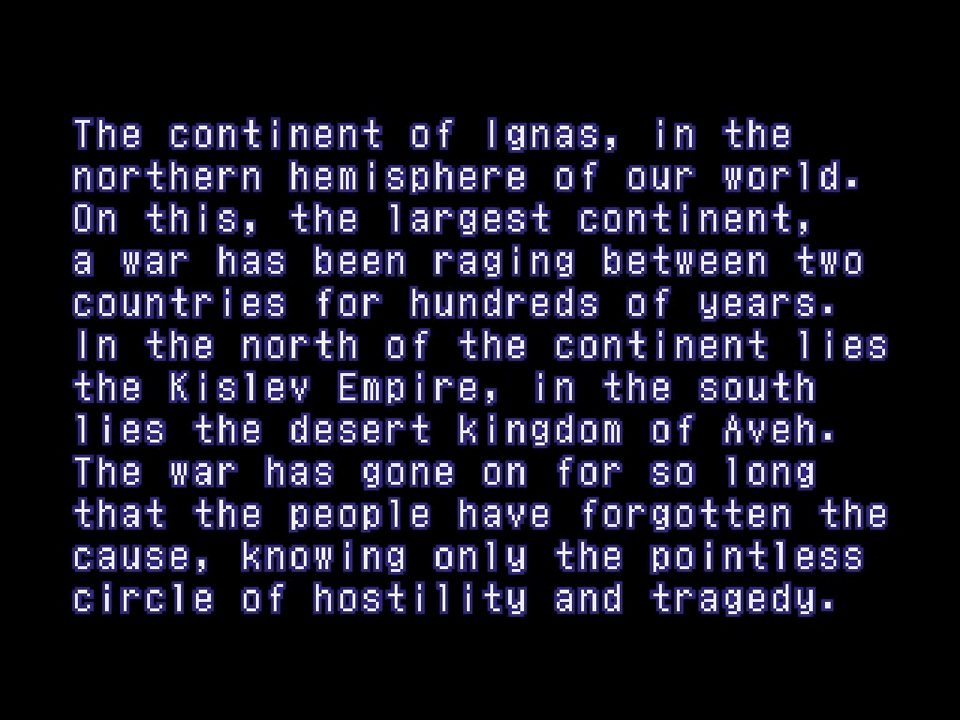 The continent of Ignas, in the
northern hemisphere of our world.
On this, the largest continent,
a war has been raging between two
countries for hundreds of years.
In the north of the continent lies
the Kislev Empire, in the south
lies the desert kingdom of Aveh.
The war has gone on for so long
that the people have forgotten the
cause, knowing only the pointless
circle of hostility and tragedy.